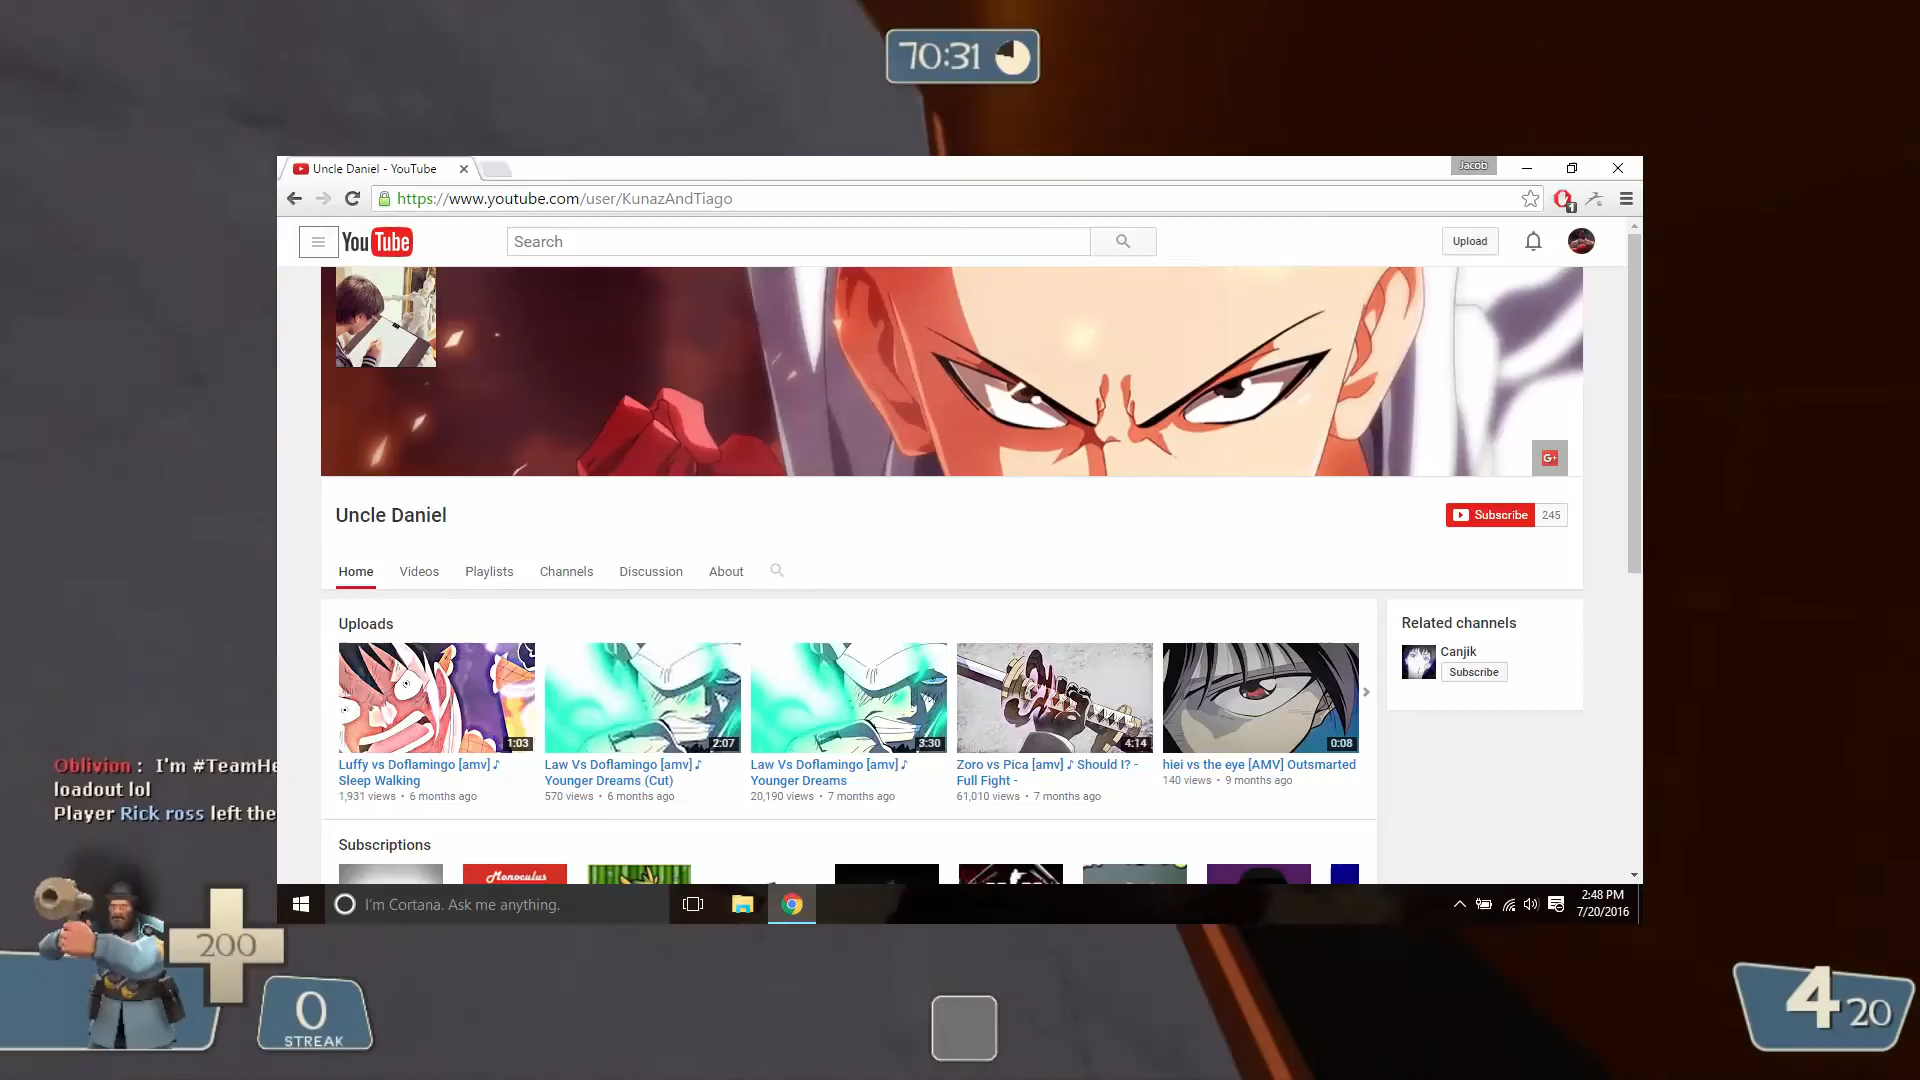 70:31
Uncle Daniel - YouTube
Jacob
https://www.youtube.com/user/KunazAndTiago
1
YouTube
Search
Upload
G+
Uncle Daniel
Subscribe 245
Home Videos Playlists Channels Discussion About
Uploads
1:03
2:07
3:30
4:14
0:08
Luffy vs Doflamingo [amv] ♪
Sleep Walking
1,931 views • 6 months ago
Law Vs Doflamingo [amv] ♪
Younger Dreams (Cut)
570 views • 6 months ago
Law Vs Doflamingo [amv] ♪
Younger Dreams
20,190 views • 7 months ago
Zoro vs Pica [amv] ♪ Should I? -
Full Fight -
61,010 views • 7 months ago
hiei vs the eye [AMV] Outsmarted
140 views • 9 months ago
Related channels
Canjik
Subscribe
Subscriptions
Monoculus
Oblivion : I'm #TeamHe
loadout lol
Player Rick ross left the
I'm Cortana. Ask me anything.
2:48 PM
7/20/2016
200
0
STREAK
4 20